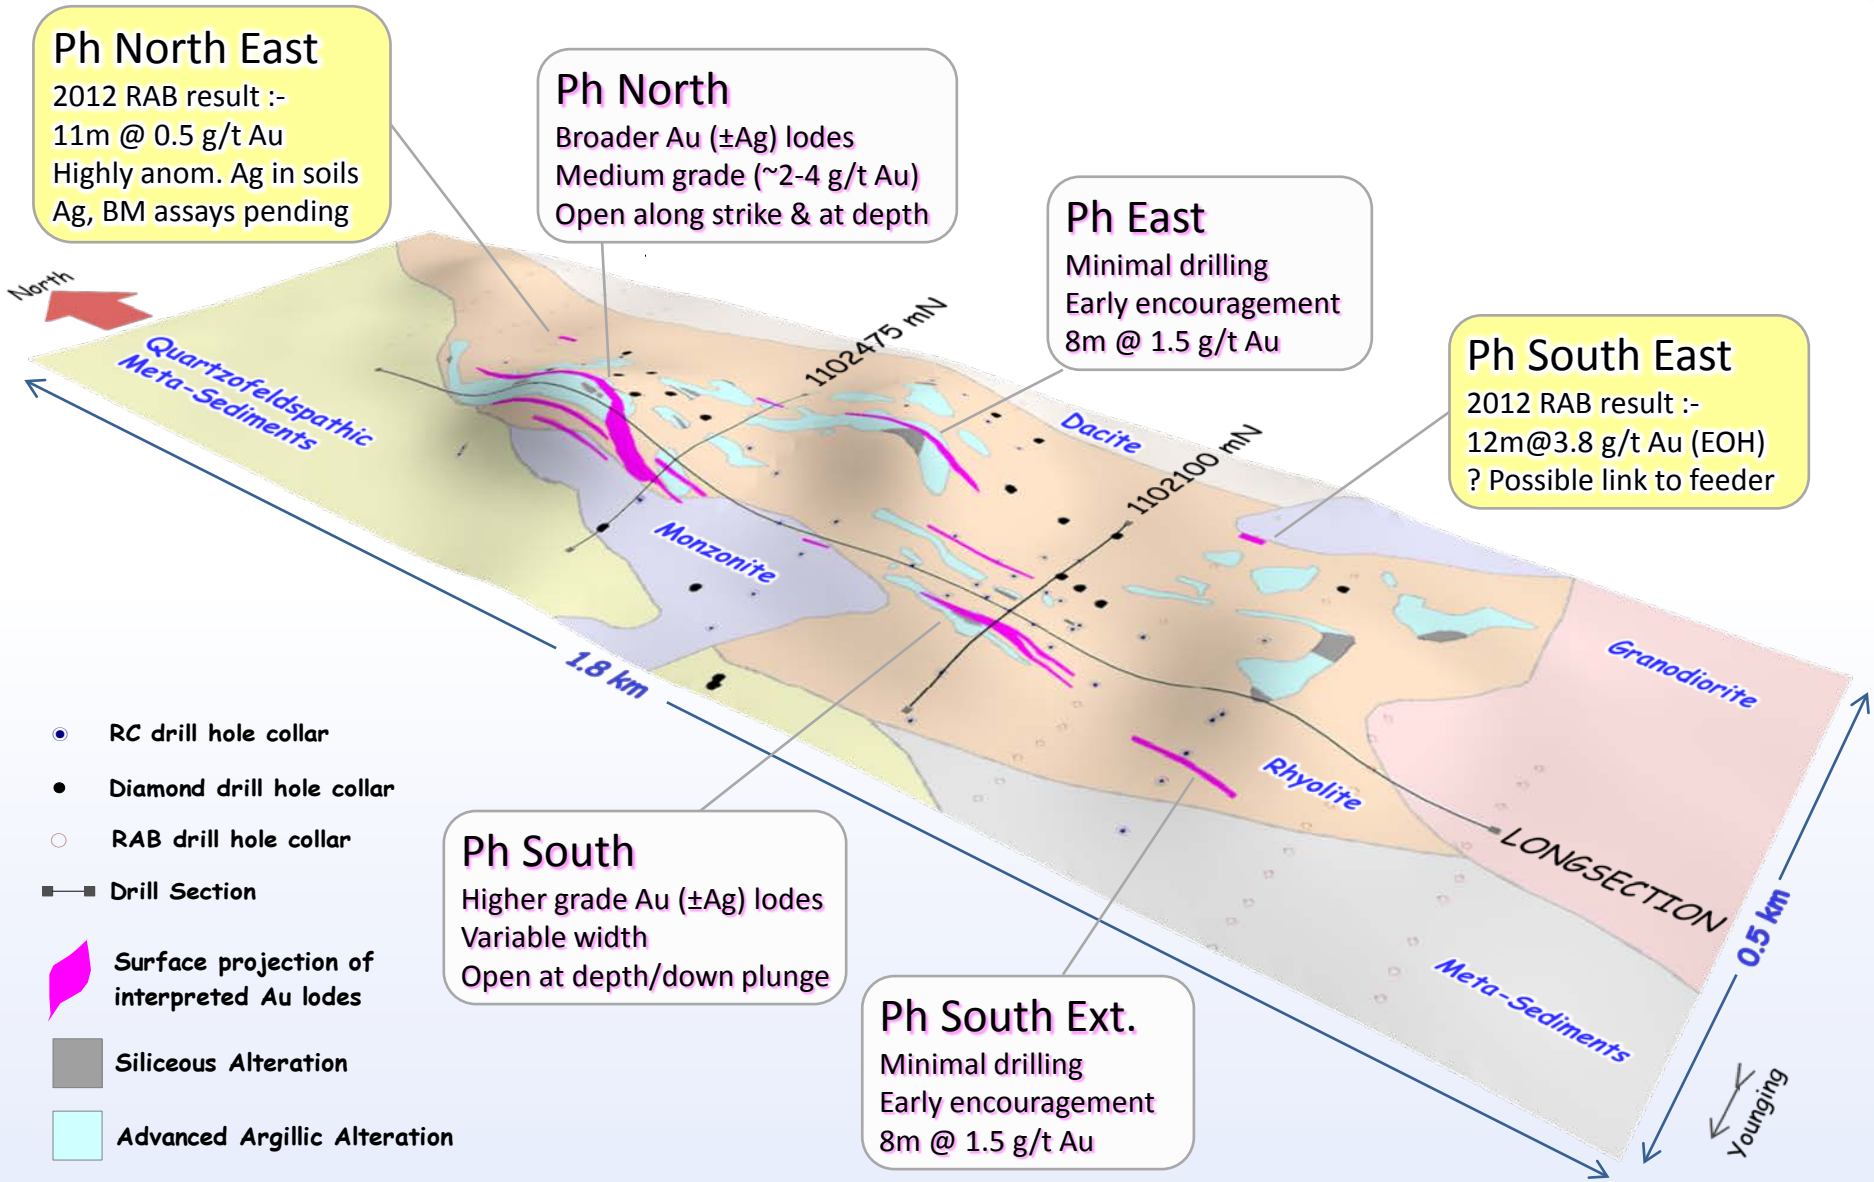 Ph North East
2012 RAB result :-
11m @ 0.5 g/t Au
Highly anom. Ag in soils
Ag, BM assays pending
Ph North
Broader Au (±Ag) lodes
Medium grade (~2-4 g/t Au)
Open along strike & at depth
Ph East
Minimal drilling
Early encouragement
8m @ 1.5 g/t Au
Ph South East
2012 RAB result :-
12m@3.8 g/t Au (EOH)
? Possible link to feeder
North
Quartzofeldspathic
Meta-Sediments
1102475 mN
Dacite
1102100 mN
Monzonite
Granodiorite
1.8 km
Rhyolite
LONGSECTION
0.5 km
Meta-Sediments
Younging
Ph South
Higher grade Au (±Ag) lodes
Variable width
Open at depth/down plunge
Ph South Ext.
Minimal drilling
Early encouragement
8m @ 1.5 g/t Au
RC drill hole collar
Diamond drill hole collar
RAB drill hole collar
Drill Section
Surface projection of
interpreted Au lodes
Siliceous Alteration
Advanced Argillic Alteration